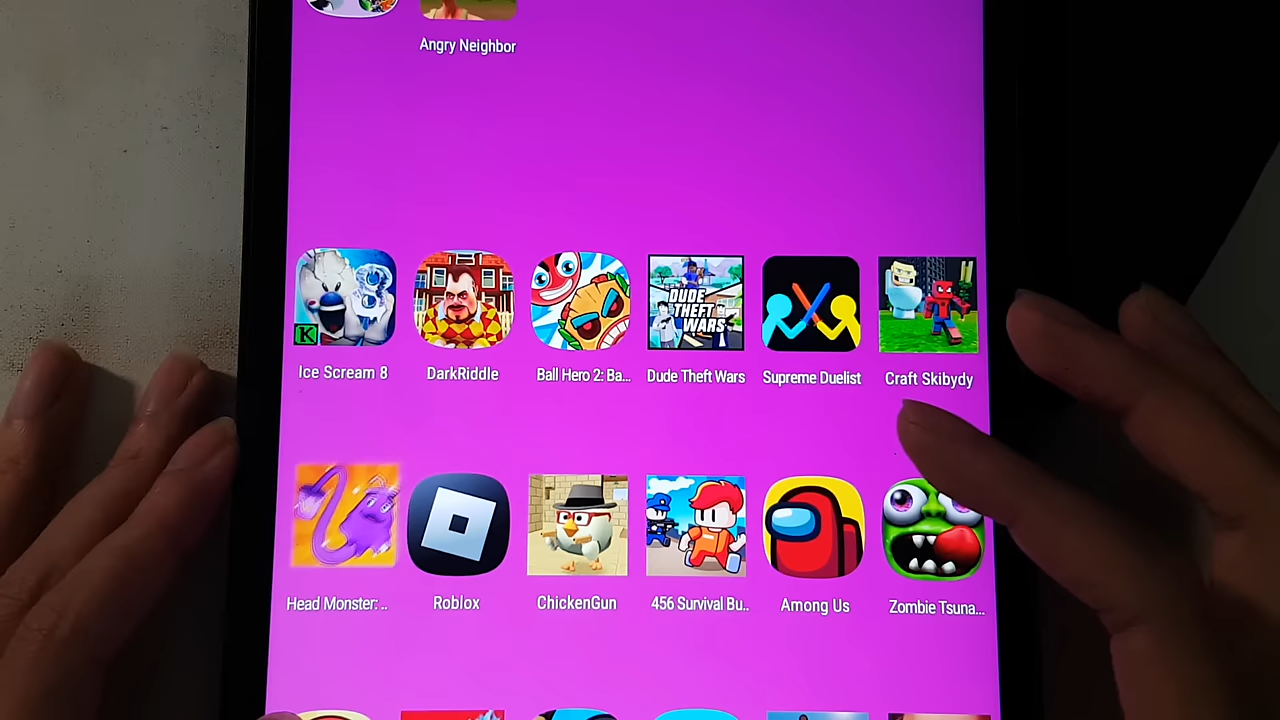 Angry Neighbor
K
DUDE
THEFT
WARS
Ice Scream 8
DarkRiddle
Ball Hero 2: Ba...
Dude Theft Wars
Supreme Duelist
Craft Skibydy
Head Monster: ..
Roblox
ChickenGun
456 Survival Bu..
Among Us
Zombie Tsuna...